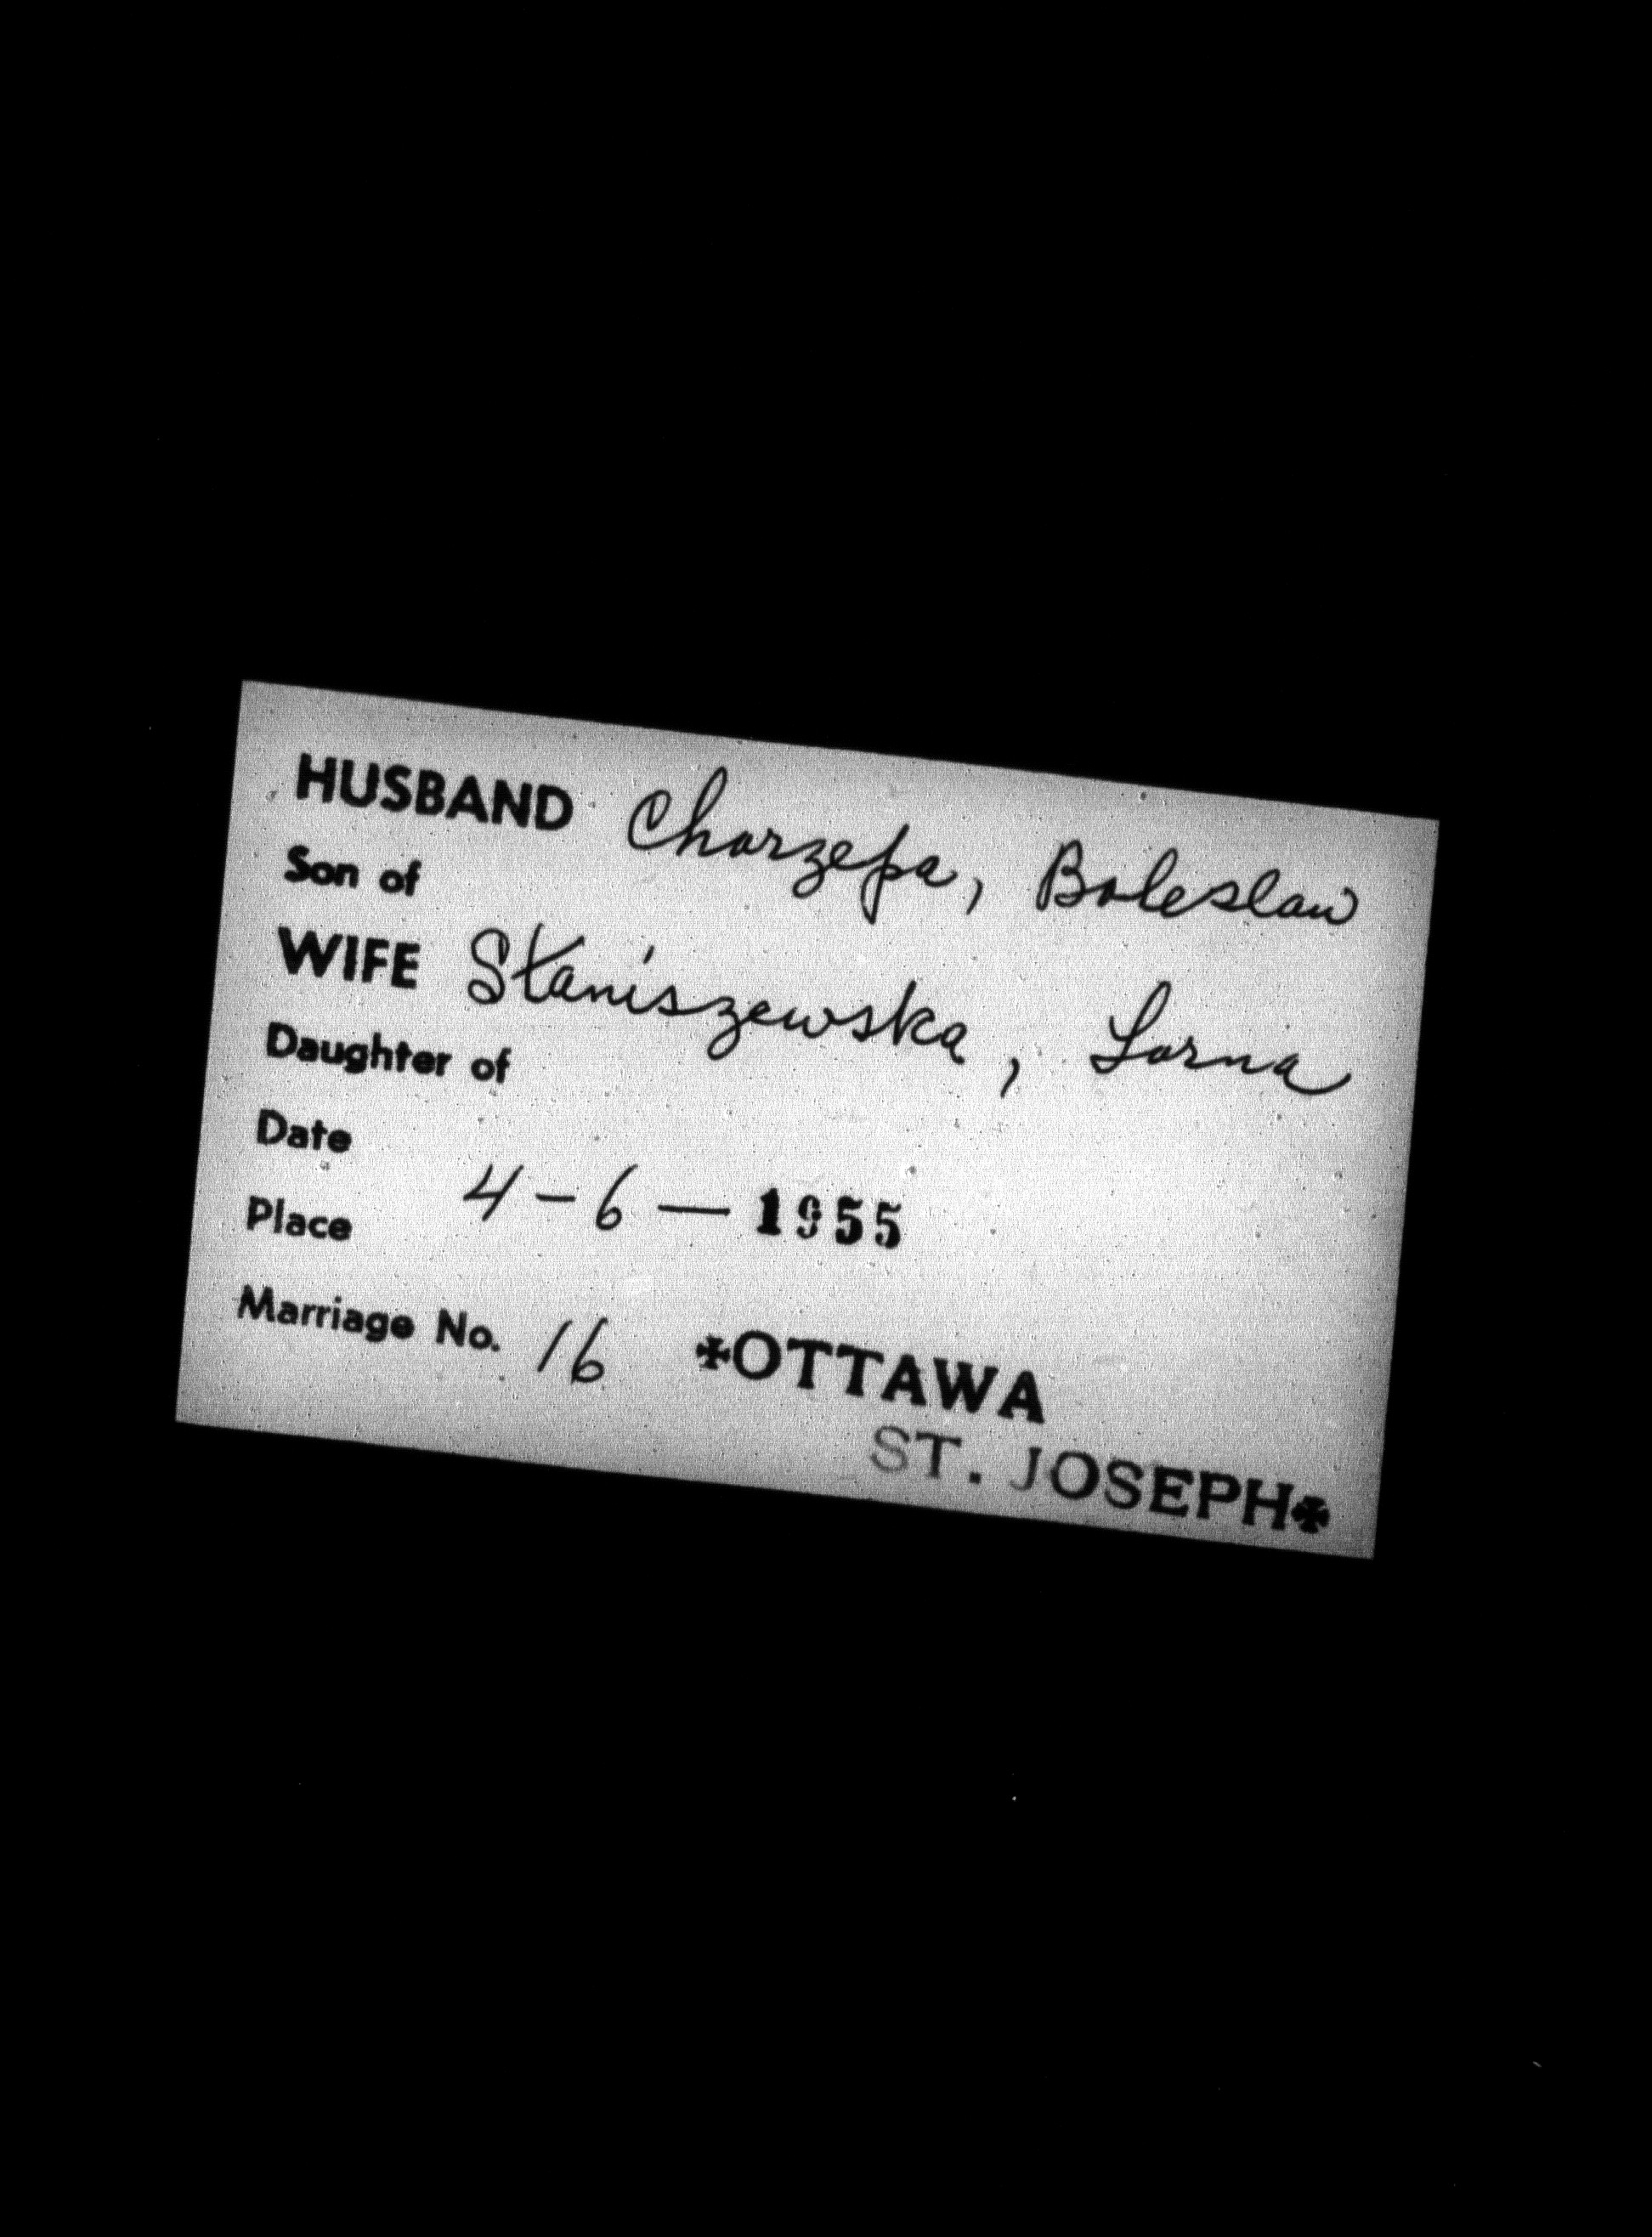 HUSBAND Charzepa, Boleslaw
Son of
WIFE Staniszewska, Lorna
Daughter of
Date 4-6-1955
Place
Marriage No. 16 ✠OTTAWA
ST. JOSEPH✠